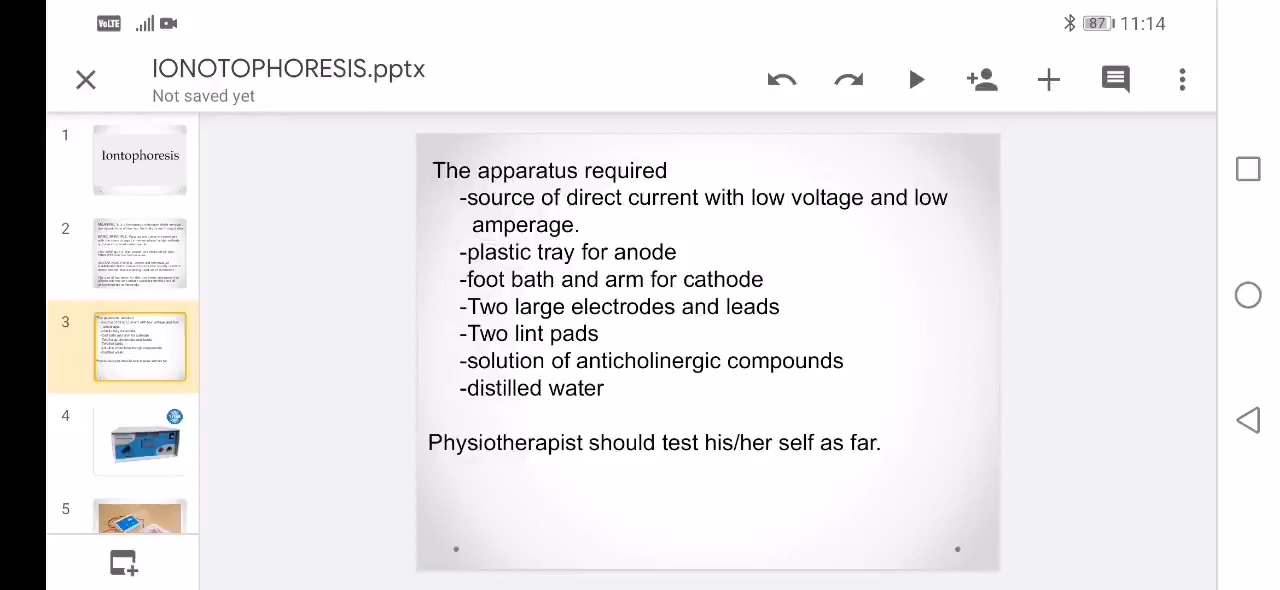 VoLTE
87 11:14
IONOTOPHORESIS.pptx
Not saved yet
1
Iontophoresis
2
3
4
5
The apparatus required
-source of direct current with low voltage and low
amperage.
-plastic tray for anode
-foot bath and arm for cathode
-Two large electrodes and leads
-Two lint pads
-solution of anticholinergic compounds
-distilled water
Physiotherapist should test his/her self as far.